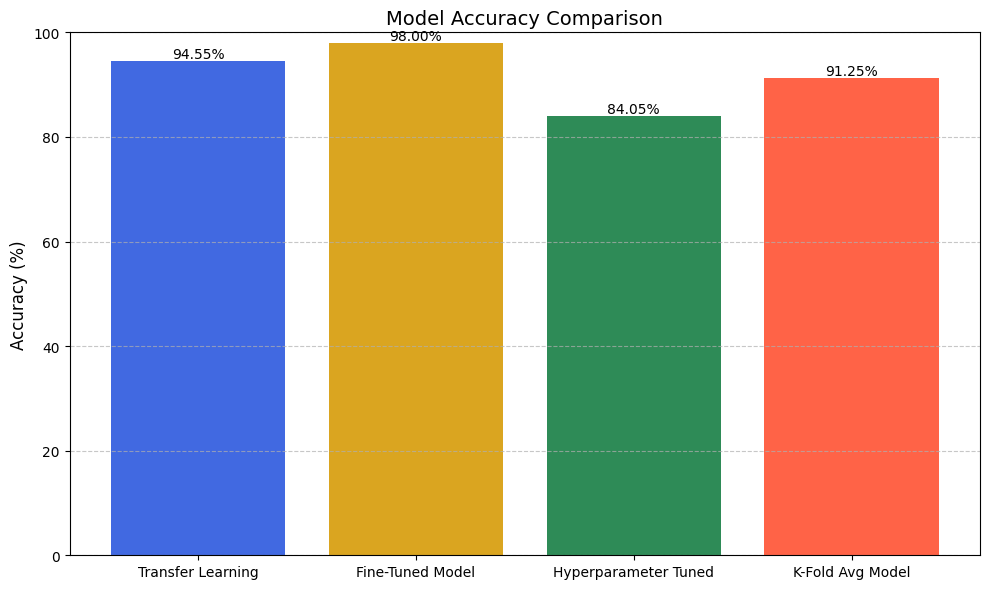 Model Accuracy Comparison
100
80
60
40
20
0
Accuracy (%)
94.55%
98.00%
84.05%
91.25%
Transfer Learning
Fine-Tuned Model
Hyperparameter Tuned
K-Fold Avg Model